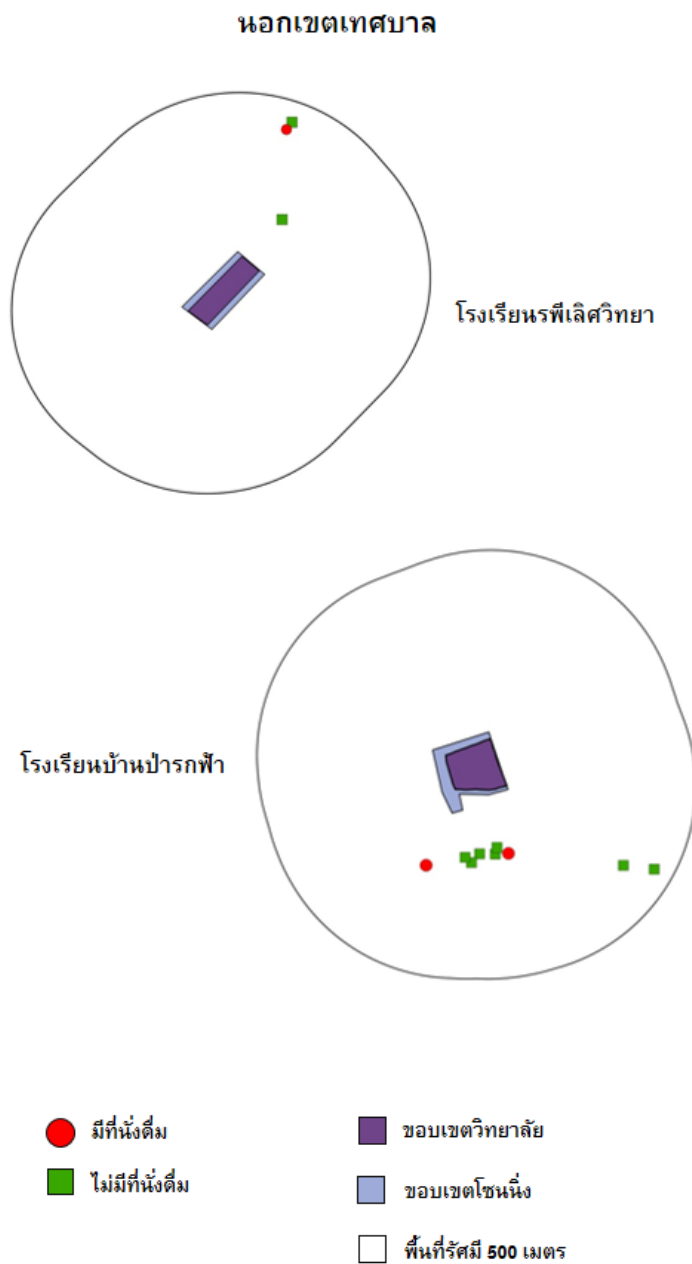 นอกเขตเทศบาล
โรงเรียนรพีเลิศวิทยา
โรงเรียนบ้านป่ารกฟ้า
มีที่นั่งดื่ม
ไม่มีที่นั่งดื่ม
ขอบเขตวิทยาลัย
ขอบเขตโซนนิ่ง
พื้นที่รัศมี 500 เมตร